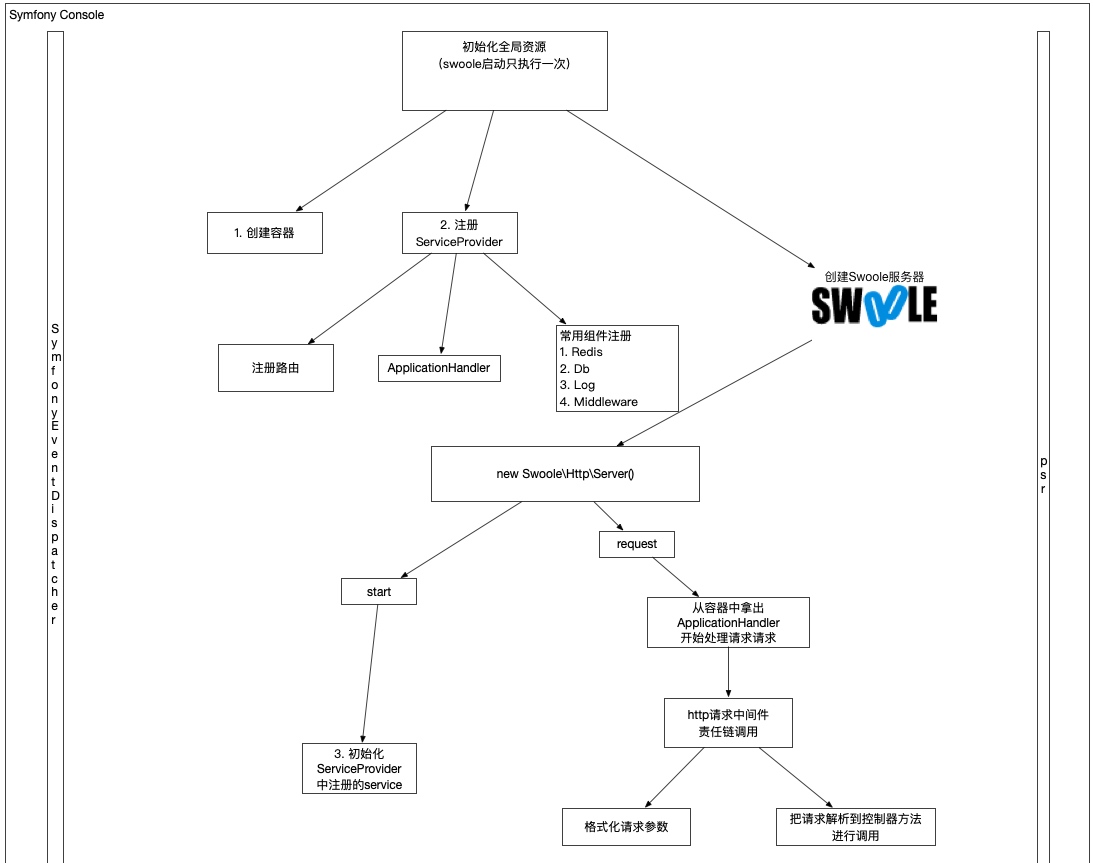 Symfony Console
初始化全局资源
（swoole启动只执行一次）
1. 创建容器
2. 注册
ServiceProvider
创建Swoole服务器
SWOOLE
注册路由
ApplicationHandler
常用组件注册
1. Redis
2. Db
3. Log
4. Middleware
SymfonyEventDispatcher
psr
new Swoole\Http\Server()
request
start
从容器中拿出
ApplicationHandler
开始处理请求请求
http请求中间件
责任链调用
3. 初始化
ServiceProvider
中注册的service
格式化请求参数
把请求解析到控制器方法
进行调用